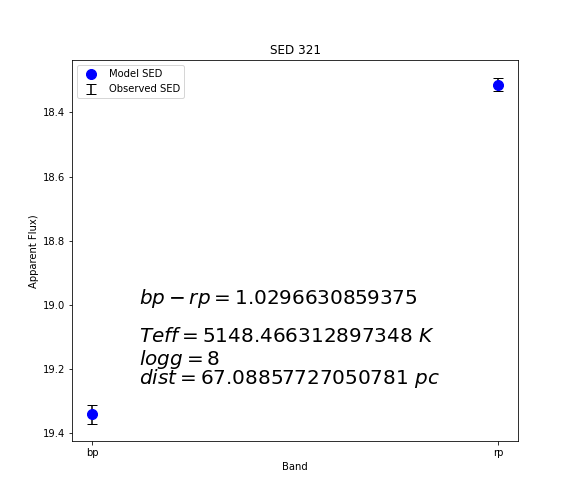 SED 321
Model SED
Observed SED
Apparent Flux)
18.4
18.6
18.8
19.0
19.2
19.4
bp − rp = 1.0296630859375
Teff = 5148.466312897348 K
logg = 8
dist = 67.08857727050781 pc
bp
rp
Band